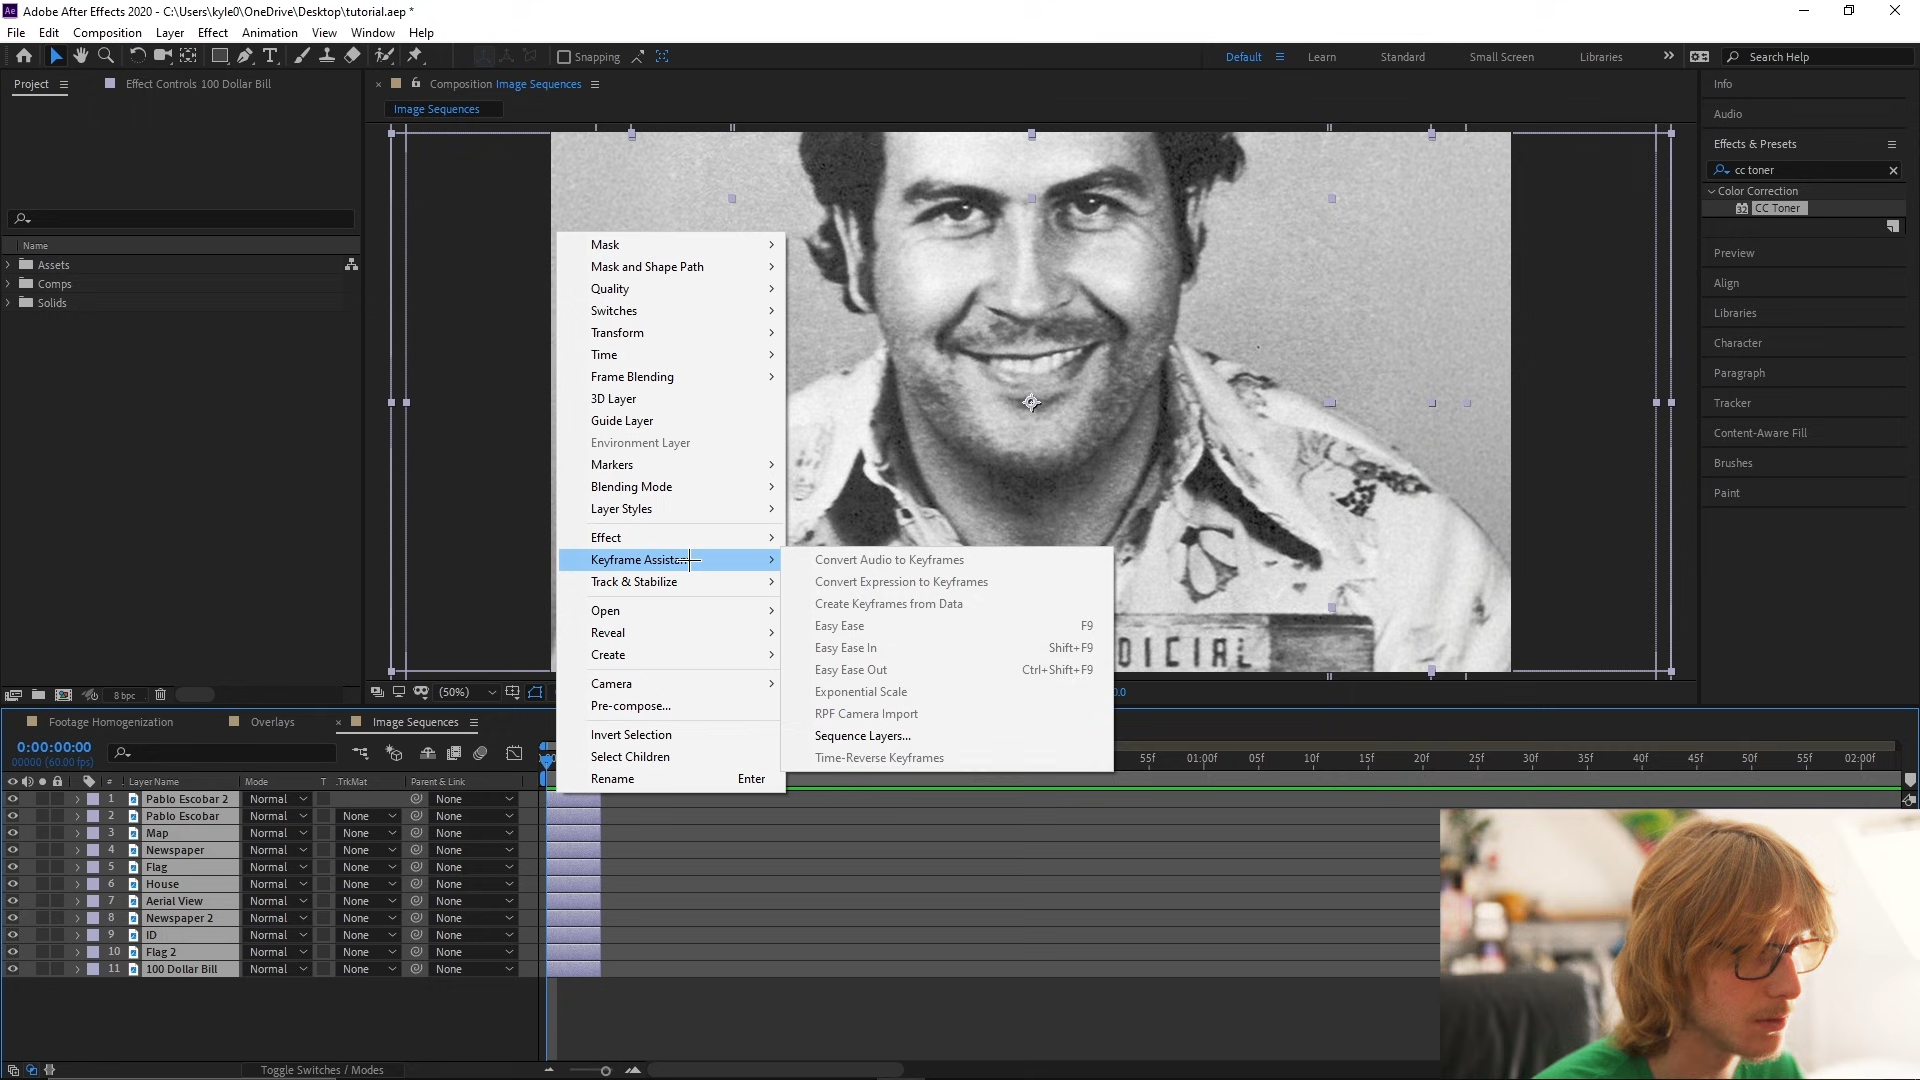 Adobe After Effects 2020 - C:\Users\kyle0\OneDrive\Desktop\tutorial.aep *
File Edit Composition Layer Effect Animation View Window Help
Snapping Default Learn Standard Small Screen Libraries Search Help
Project Effect Controls 100 Dollar Bill
Composition Image Sequences
Image Sequences
Name
Assets
Comps
Solids
8 bpc
(50%)
0.0
Info
Audio
Effects & Presets
cc toner
Color Correction
32 CC Toner
Preview
Align
Libraries
Character
Paragraph
Tracker
Content-Aware Fill
Brushes
Paint
DICIAL
Mask
Mask and Shape Path
Quality
Switches
Transform
Time
Frame Blending
3D Layer
Guide Layer
Environment Layer
Markers
Blending Mode
Layer Styles
Effect
Keyframe Assistant
Track & Stabilize
Open
Reveal
Create
Camera
Pre-compose...
Invert Selection
Select Children
Rename Enter
Convert Audio to Keyframes
Convert Expression to Keyframes
Create Keyframes from Data
Easy Ease F9
Easy Ease In Shift+F9
Easy Ease Out Ctrl+Shift+F9
Exponential Scale
RPF Camera Import
Sequence Layers...
Time-Reverse Keyframes
Footage Homogenization Overlays Image Sequences
0:00:00:00
00000 (60.00 fps)
55f 01:00f 05f 10f 15f 20f 25f 30f 35f 40f 45f 50f 55f 02:00f
# Layer Name Mode T .TrkMat Parent & Link
1 Pablo Escobar 2 Normal None
2 Pablo Escobar Normal None None
3 Map Normal None None
4 Newspaper Normal None None
5 Flag Normal None None
6 House Normal None None
7 Aerial View Normal None None
8 Newspaper 2 Normal None None
9 ID Normal None None
10 Flag 2 Normal None None
11 100 Dollar Bill Normal None None
Toggle Switches / Modes